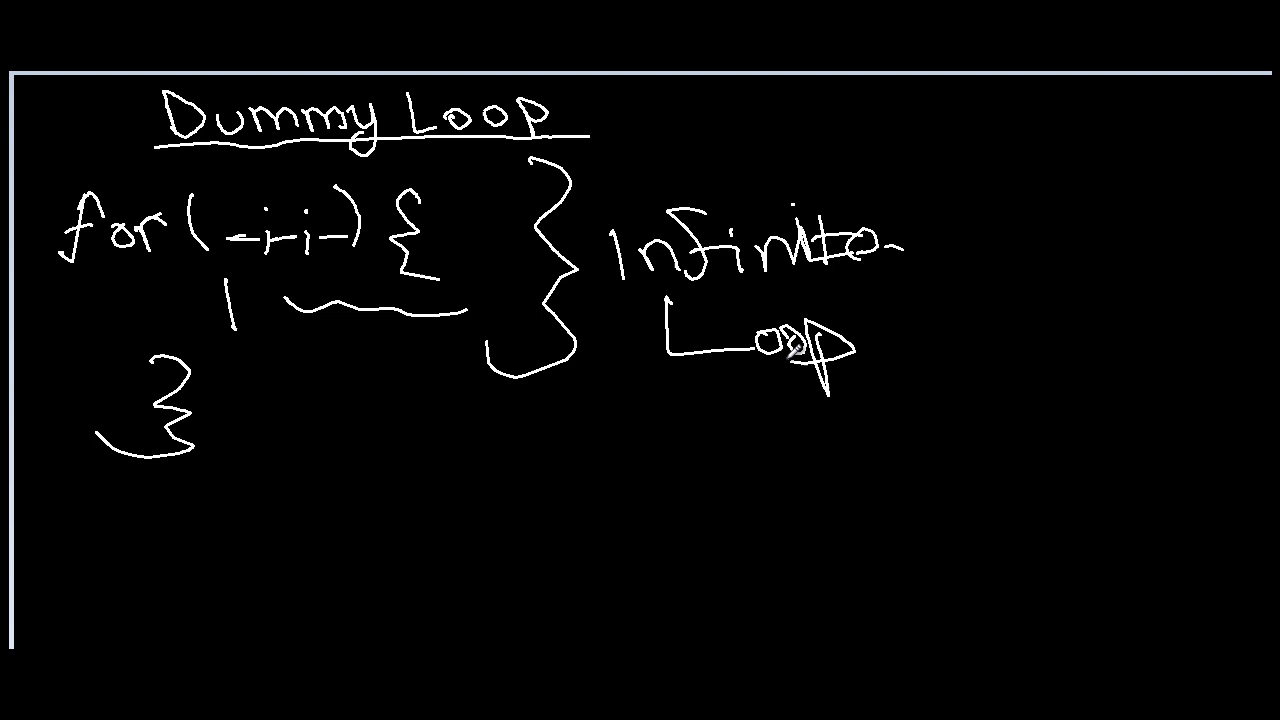 Dummy Loop
for ( _ ; _ ; _ ) {
Infinite
Loop
}